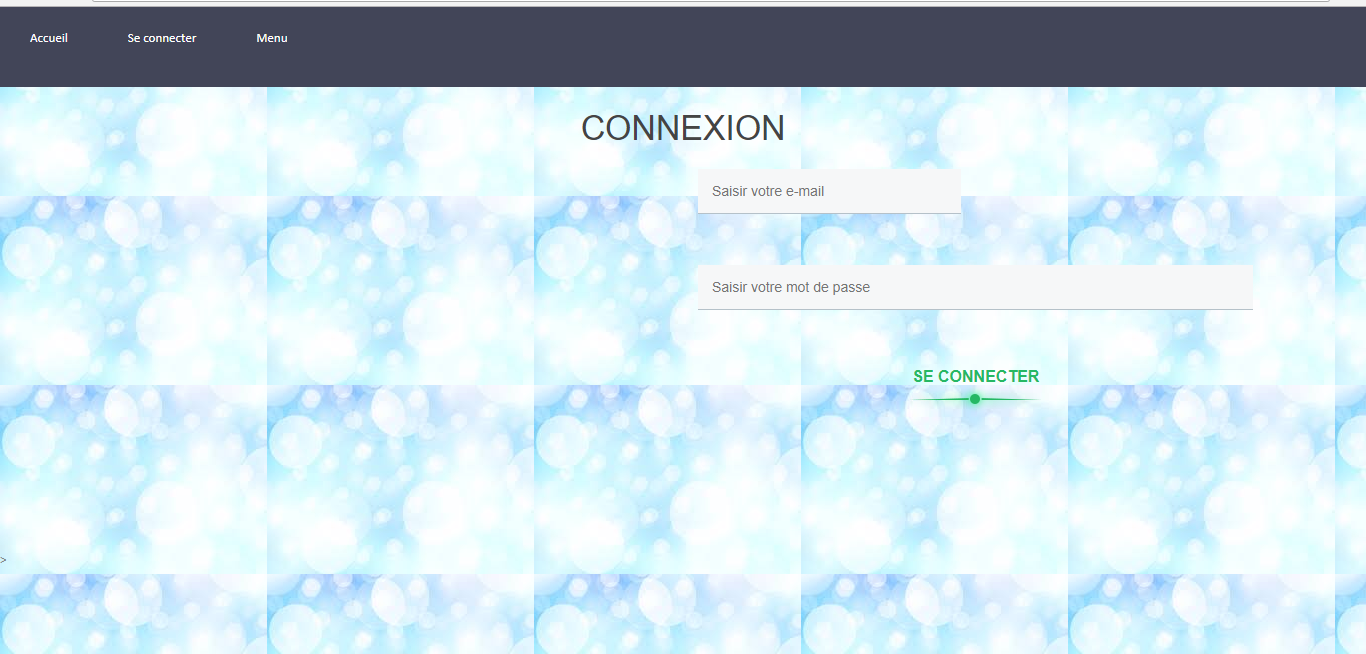 Accueil Se connecter Menu
CONNEXION
Saisir votre e-mail
Saisir votre mot de passe
SE CONNECTER
>